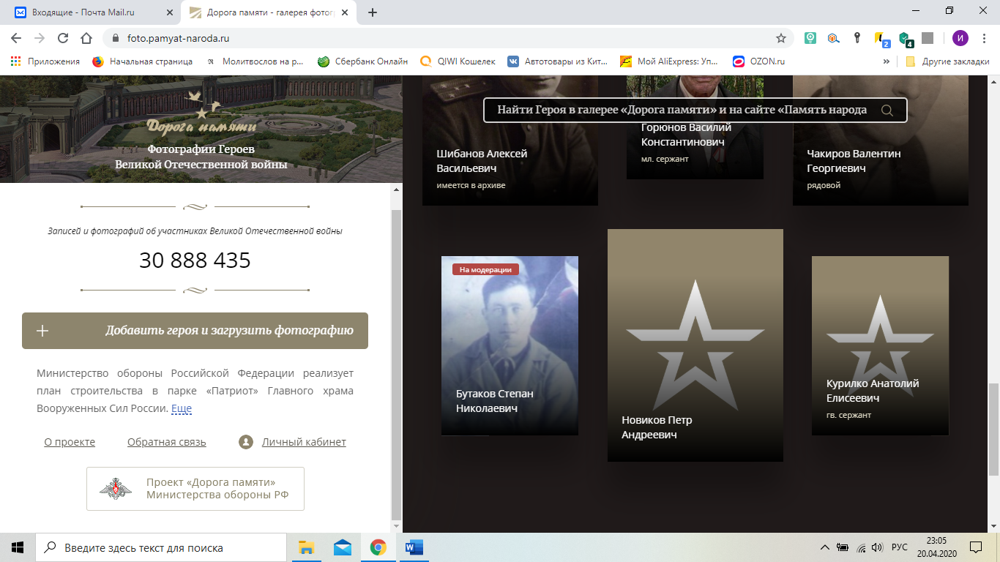 Входящие - Почта Mail.ru
Дорога памяти - галерея фотог
foto.pamyat-naroda.ru
2
4
И
Приложения
Начальная страница
Молитвослов на р...
Сбербанк Онлайн
QIWI Кошелек
Автотовары из Кит...
Мой AliExpress: Уп...
OZON.ru
»
Другие закладки
Дорога памяти
Фотографии Героев
Великой Отечественной войны
Записей и фотографий об участниках Великой Отечественной войны
30 888 435
Добавить героя и загрузить фотографию
Министерство обороны Российской Федерации реализует
план строительства в парке «Патриот» Главного храма
Вооруженных Сил России. Еще
О проекте
Обратная связь
Личный кабинет
Проект «Дорога памяти»
Министерства обороны РФ
Найти Героя в галерее «Дорога памяти» и на сайте «Память народа
Шибанов Алексей
Васильевич
имеется в архиве
Горюнов Василий
Константинович
мл. сержант
Чакиров Валентин
Георгиевич
рядовой
На модерации
Бутаков Степан
Николаевич
Новиков Петр
Андреевич
Курилко Анатолий
Елисеевич
гв. сержант
Введите здесь текст для поиска
РУС
23:05
20.04.2020